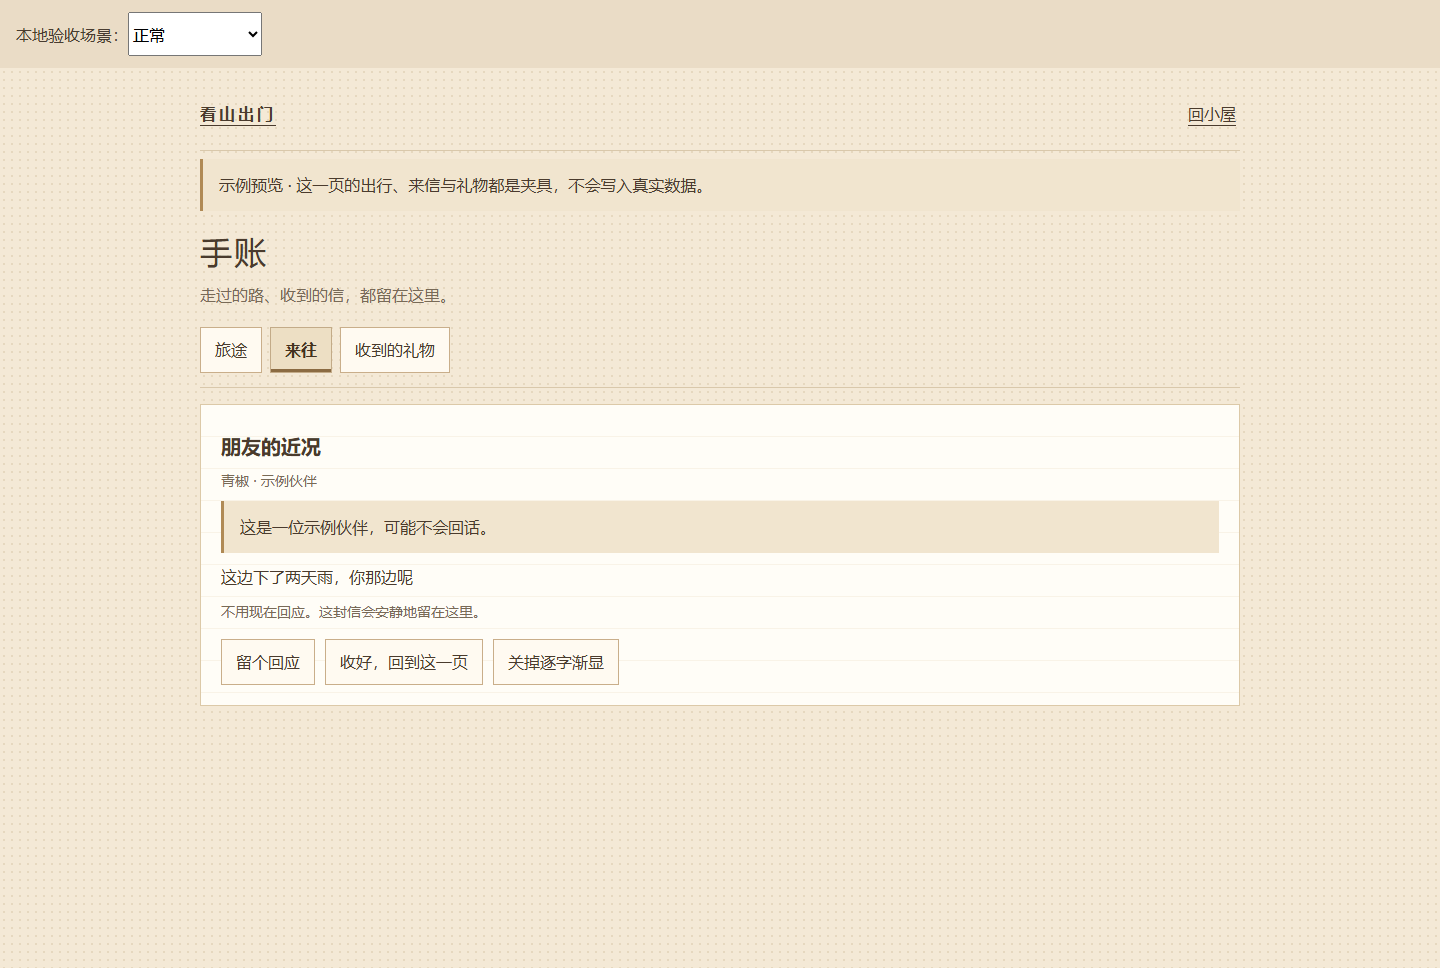 本地验收场景：
正常
看山出门
回小屋
示例预览 · 这一页的出行、来信与礼物都是夹具，不会写入真实数据。
手账
走过的路、收到的信，都留在这里。
旅途
来往
收到的礼物
朋友的近况
青椒 · 示例伙伴
这是一位示例伙伴，可能不会回话。
这边下了两天雨，你那边呢
不用现在回应。这封信会安静地留在这里。
留个回应
收好，回到这一页
关掉逐字渐显